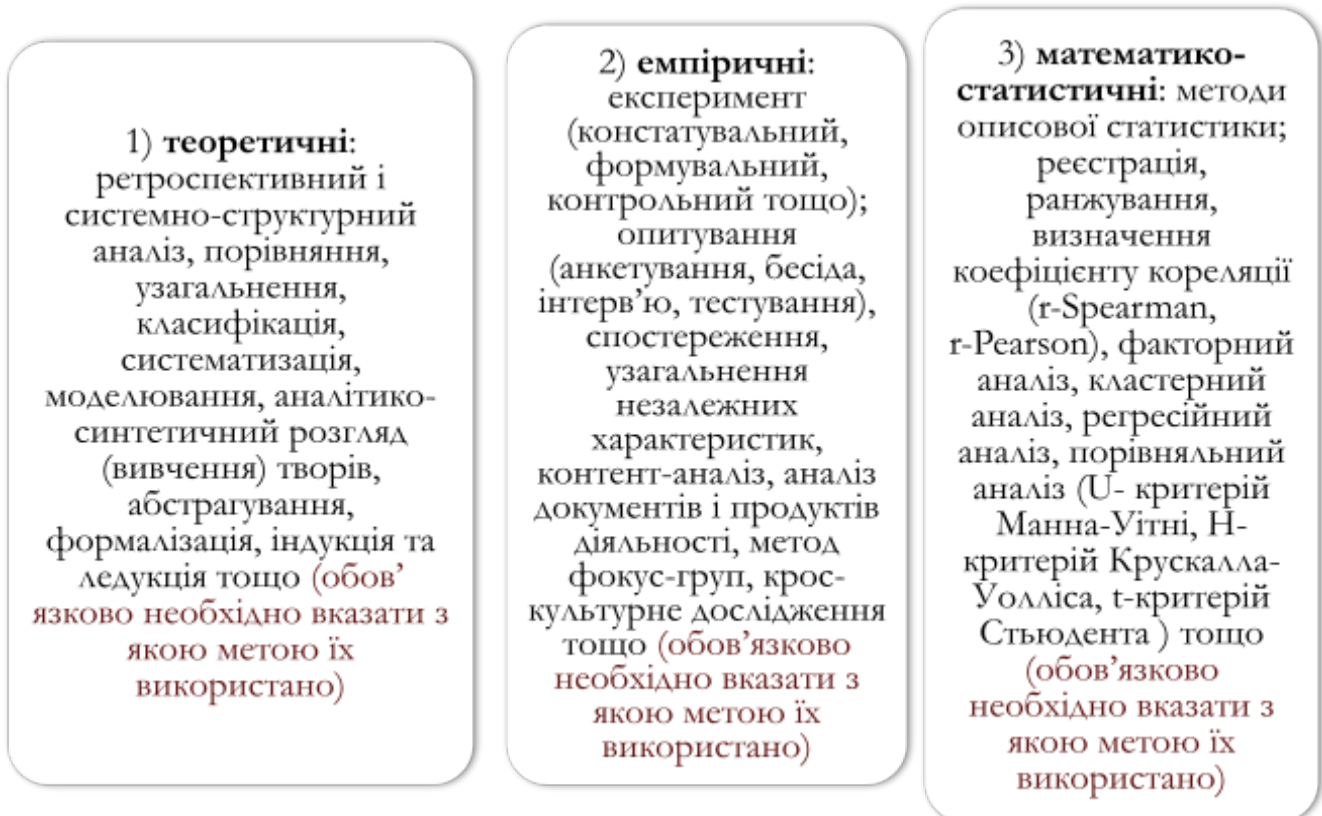 1) теоретичні:
ретроспективний і
системно-структурний
аналіз, порівняння,
узагальнення,
класифікація,
систематизація,
моделювання, аналітико-
синтетичний розгляд
(вивчення) творів,
абстрагування,
формалізація, індукція та
ледукція тощо (обов’
язково необхідно вказати з
якою метою їх
використано)
2) емпіричні:
експеримент
(констатувальний,
формувальний,
контрольний тощо);
опитування
(анкетування, бесіда,
інтерв’ю, тестування),
спостереження,
узагальнення
незалежних
характеристик,
контент-аналіз, аналіз
документів і продуктів
діяльності, метод
фокус-груп, крос-
культурне дослідження
тощо (обов’язково
необхідно вказати з
якою метою їх
використано)
3) математико-
статистичні: методи
описової статистики;
реєстрація,
ранжування,
визначення
коефіцієнту кореляції
(r-Spearman,
r-Pearson), факторний
аналіз, кластерний
аналіз, регресійний
аналіз, порівняльний
аналіз (U- критерій
Манна-Уітні, Н-
критерій Крускалла-
Уолліса, t-критерій
Стьюдента ) тощо
(обов’язково
необхідно вказати з
якою метою їх
використано)